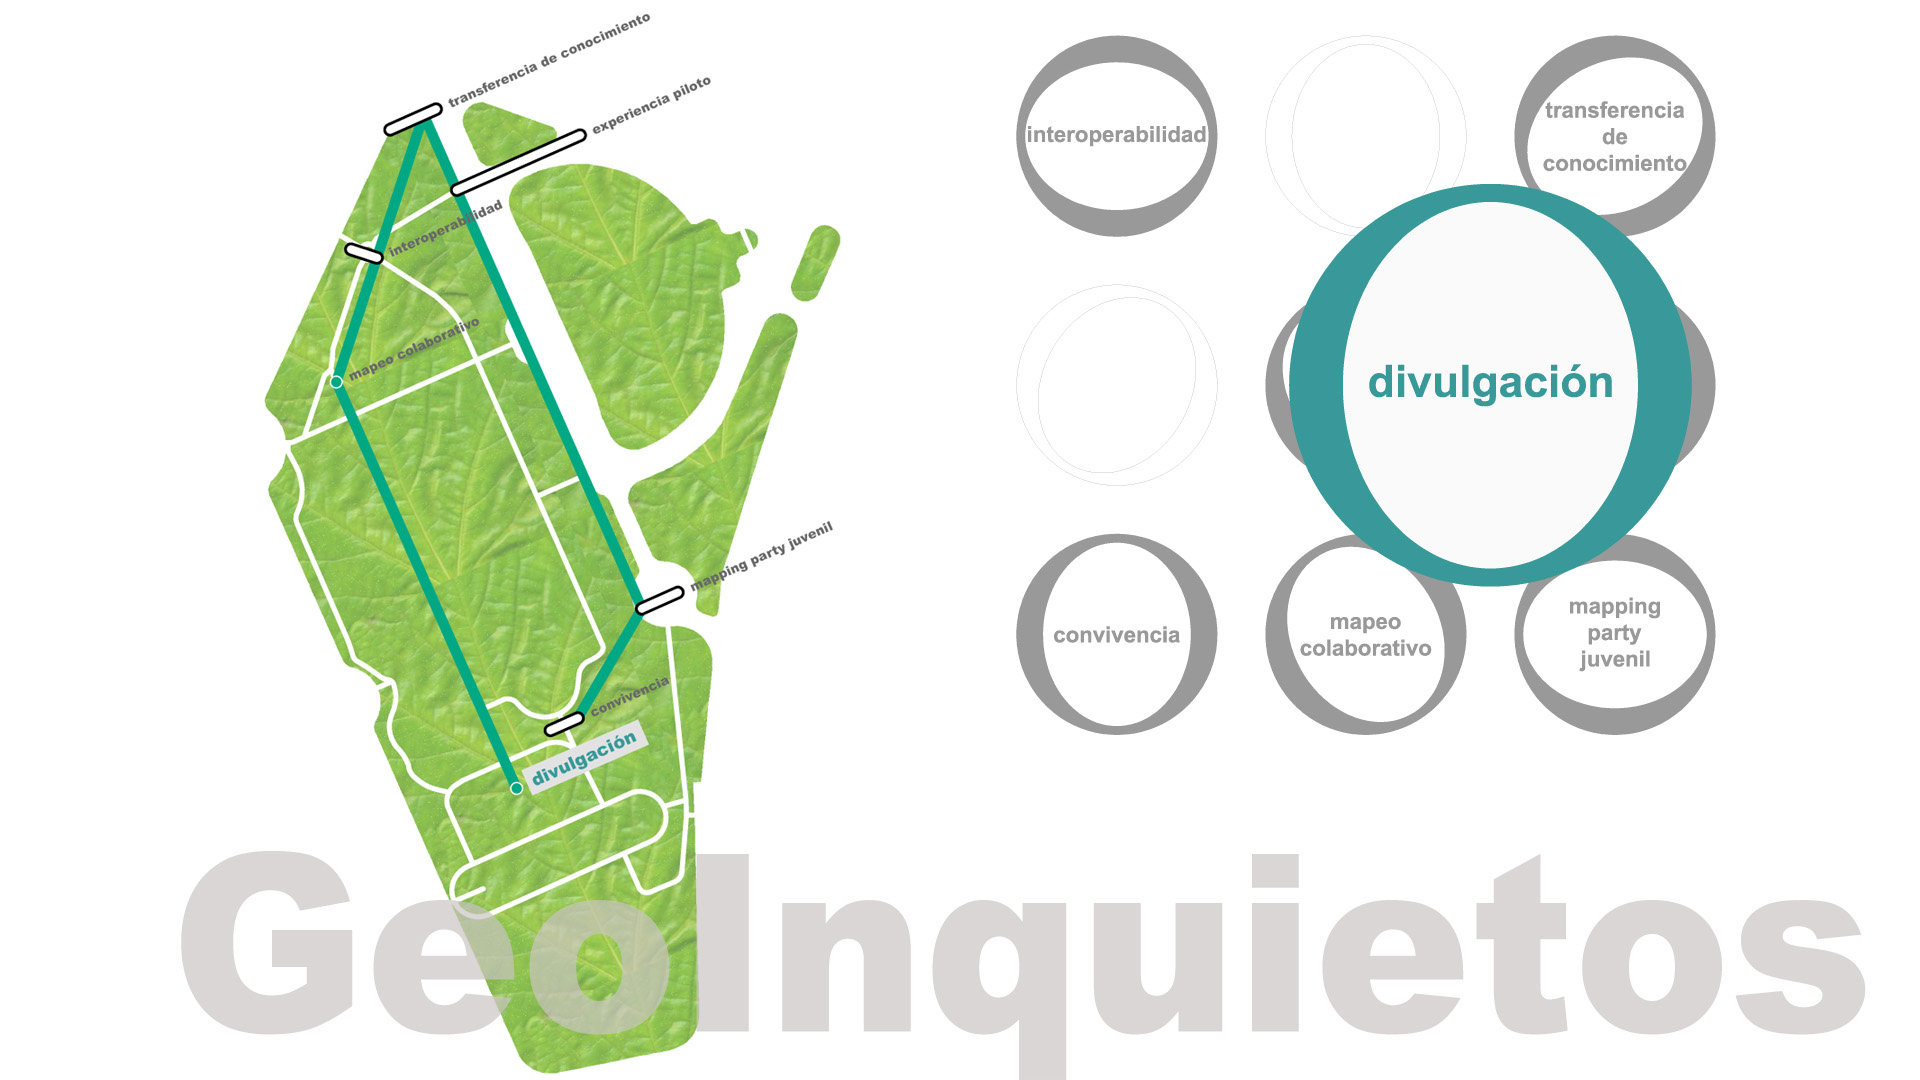 transferencia de conocimiento
experiencia piloto
interoperabilidad
mapeo colaborativo
mapping party juvenil
convivencia
divulgación
interoperabilidad
transferencia
de
conocimiento
divulgación
convivencia
mapeo
colaborativo
mapping
party
juvenil
GeoInquietos